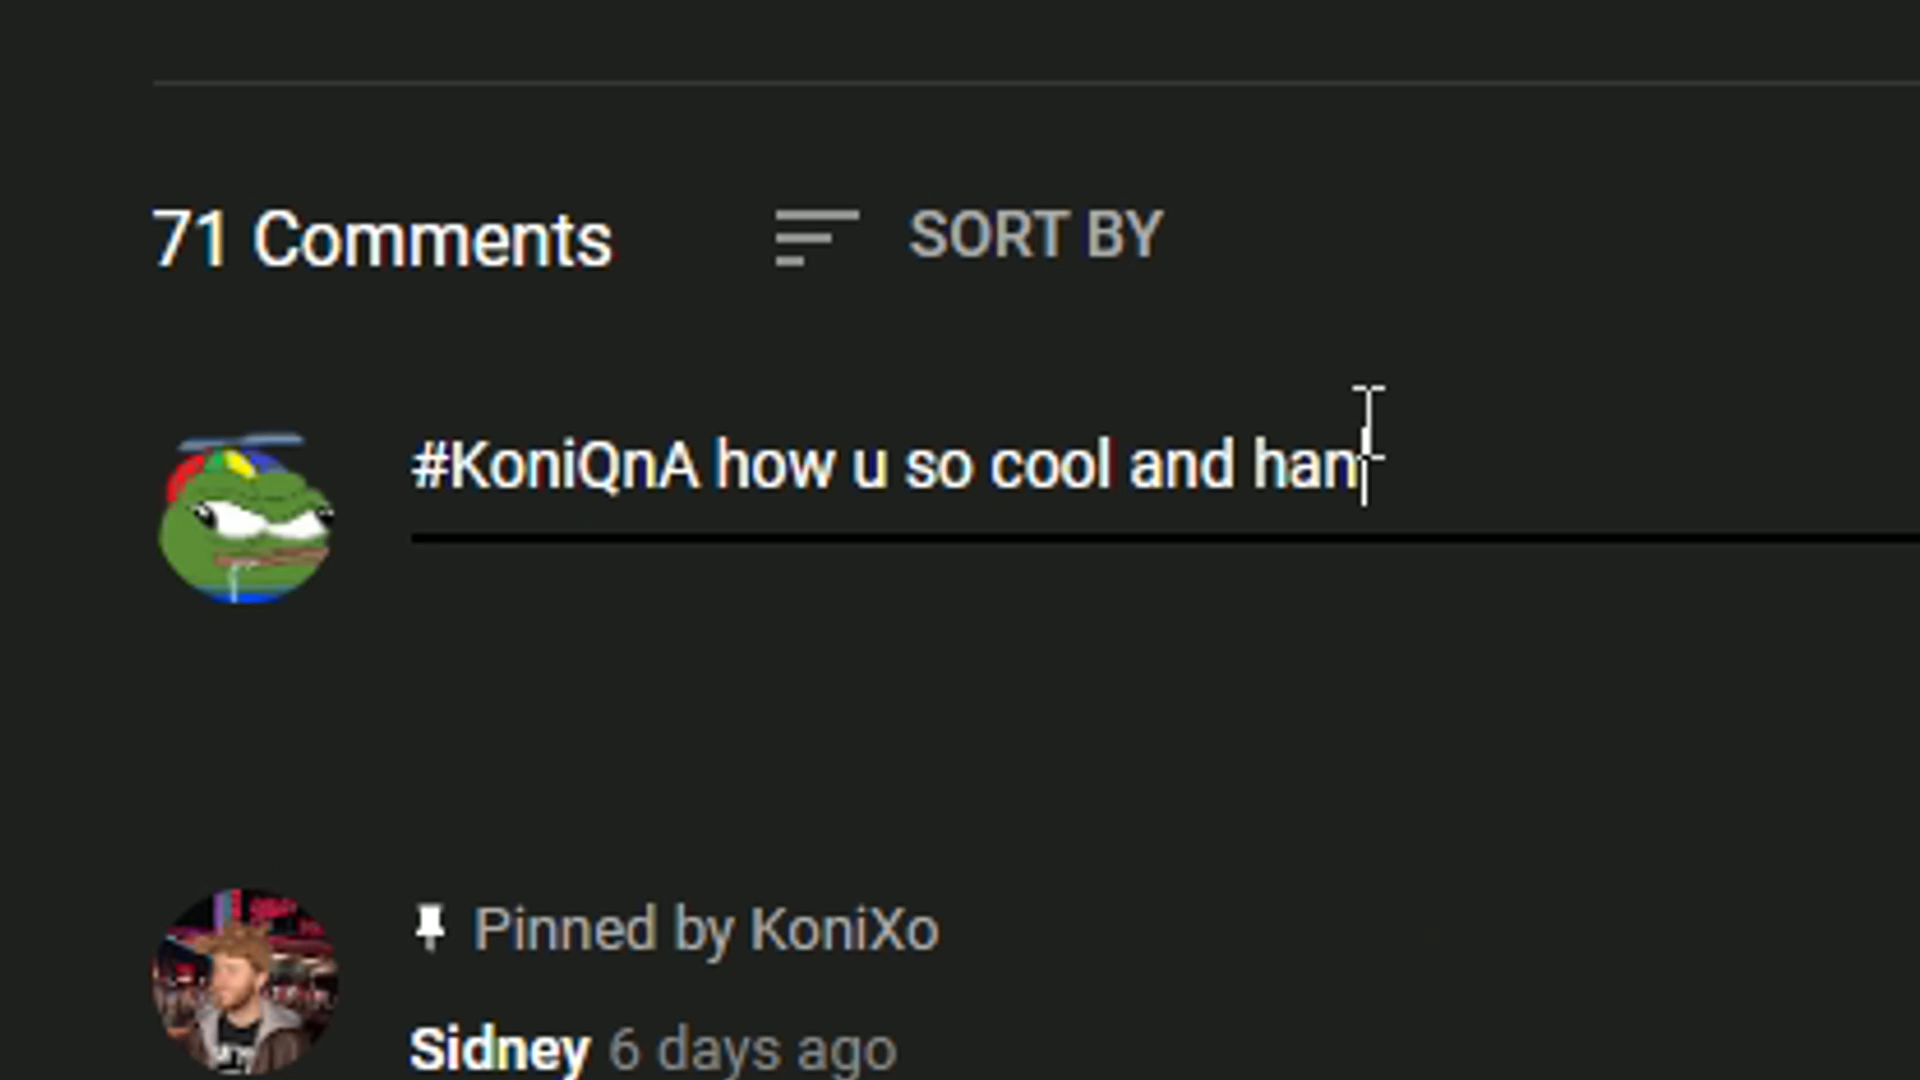 71 Comments
SORT BY
#KoniQnA how u so cool and han
Pinned by KoniXo
Sidney 6 days ago